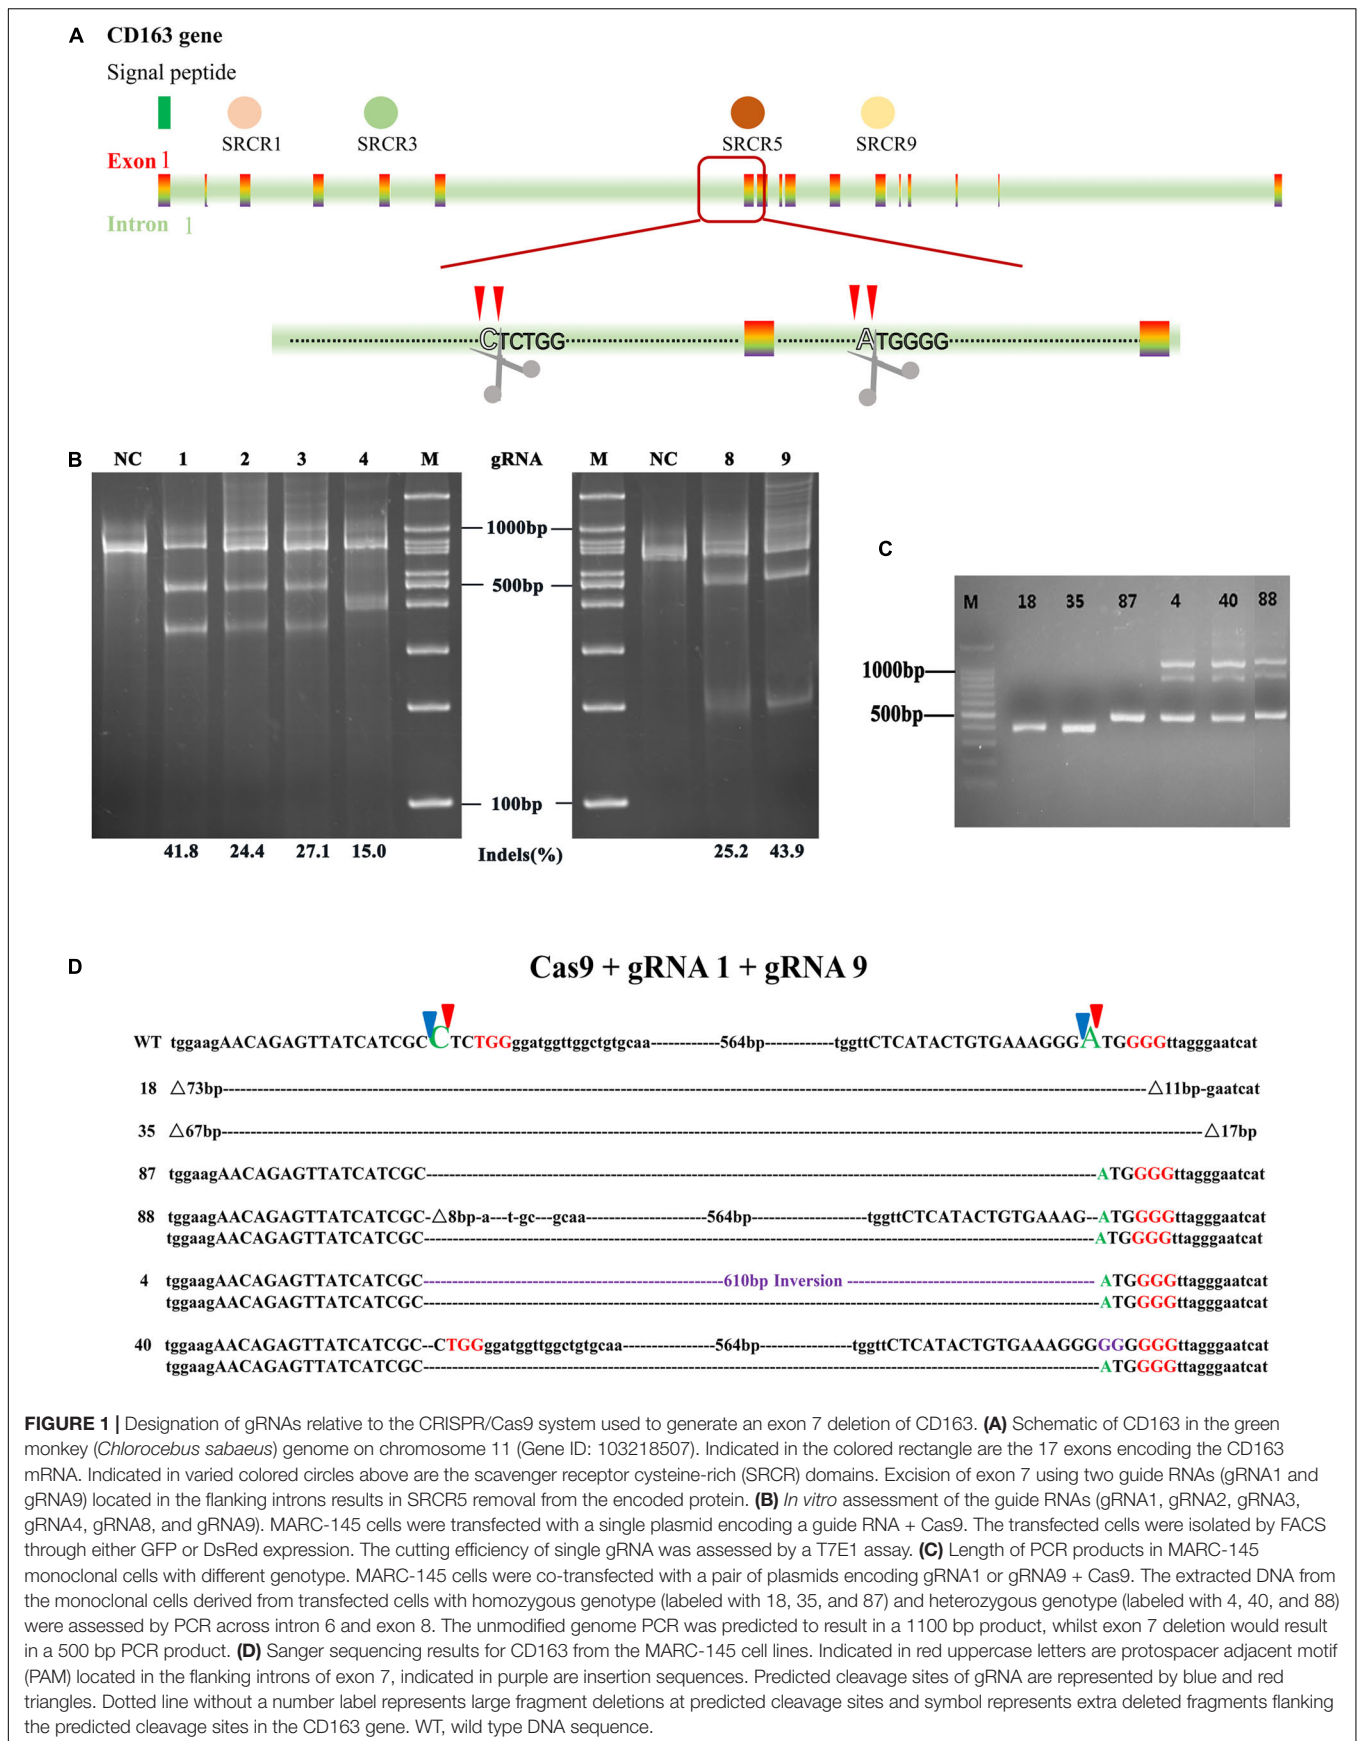 A CD163 gene
Signal peptide
SRCR1 SRCR3 SRCR5 SRCR9
Exon 1
Intron 1
CTCTGG ATGGGG
B NC 1 2 3 4 M gRNA M NC 8 9
1000bp
500bp
100bp
41.8 24.4 27.1 15.0 Indels(%) 25.2 43.9
C
M 18 35 87 4 40 88
1000bp
500bp
D Cas9 + gRNA 1 + gRNA 9
WT tggaagAACAGAGTTATCATCGCCTCTGGggatggttggctgtgcaa------------564bp------------tggttCTCATACTGTGAAAGGGATGGGGttagggaatcat
18 △73bp------------△11bp-gaatcat
35 △67bp------------△17bp
87 tggaagAACAGAGTTATCATCGC------------ATGGGGttagggaatcat
88 tggaagAACAGAGTTATCATCGC-△8bp-a---t-gc---gcaa------------564bp------------tggttCTCATACTGTGAAAG--ATGGGGttagggaatcat
tggaagAACAGAGTTATCATCGC------------ATGGGGttagggaatcat
4 tggaagAACAGAGTTATCATCGC------------610bp Inversion ------------ ATGGGGttagggaatcat
tggaagAACAGAGTTATCATCGC------------ATGGGGttagggaatcat
40 tggaagAACAGAGTTATCATCGC--CTGGggatggttggctgtgcaa------------564bp------------tggttCTCATACTGTGAAAGGGGGGGGGttagggaatcat
tggaagAACAGAGTTATCATCGC------------ATGGGGttagggaatcat
FIGURE 1 | Designation of gRNAs relative to the CRISPR/Cas9 system used to generate an exon 7 deletion of CD163. (A) Schematic of CD163 in the green
monkey (Chlorocebus sabaeus) genome on chromosome 11 (Gene ID: 103218507). Indicated in the colored rectangle are the 17 exons encoding the CD163
mRNA. Indicated in varied colored circles above are the scavenger receptor cysteine-rich (SRCR) domains. Excision of exon 7 using two guide RNAs (gRNA1 and
gRNA9) located in the flanking introns results in SRCR5 removal from the encoded protein. (B) In vitro assessment of the guide RNAs (gRNA1, gRNA2, gRNA3,
gRNA4, gRNA8, and gRNA9). MARC-145 cells were transfected with a single plasmid encoding a guide RNA + Cas9. The transfected cells were isolated by FACS
through either GFP or DsRed expression. The cutting efficiency of single gRNA was assessed by a T7E1 assay. (C) Length of PCR products in MARC-145
monoclonal cells with different genotype. MARC-145 cells were co-transfected with a pair of plasmids encoding gRNA1 or gRNA9 + Cas9. The extracted DNA from
the monoclonal cells derived from transfected cells with homozygous genotype (labeled with 18, 35, and 87) and heterozygous genotype (labeled with 4, 40, and 88)
were assessed by PCR across intron 6 and exon 8. The unmodified genome PCR was predicted to result in a 1100 bp product, whilst exon 7 deletion would result
in a 500 bp PCR product. (D) Sanger sequencing results for CD163 from the MARC-145 cell lines. Indicated in red uppercase letters are protospacer adjacent motif
(PAM) located in the flanking introns of exon 7, indicated in purple are insertion sequences. Predicted cleavage sites of gRNA are represented by blue and red
triangles. Dotted line without a number label represents large fragment deletions at predicted cleavage sites and symbol represents extra deleted fragments flanking
the predicted cleavage sites in the CD163 gene. WT, wild type DNA sequence.